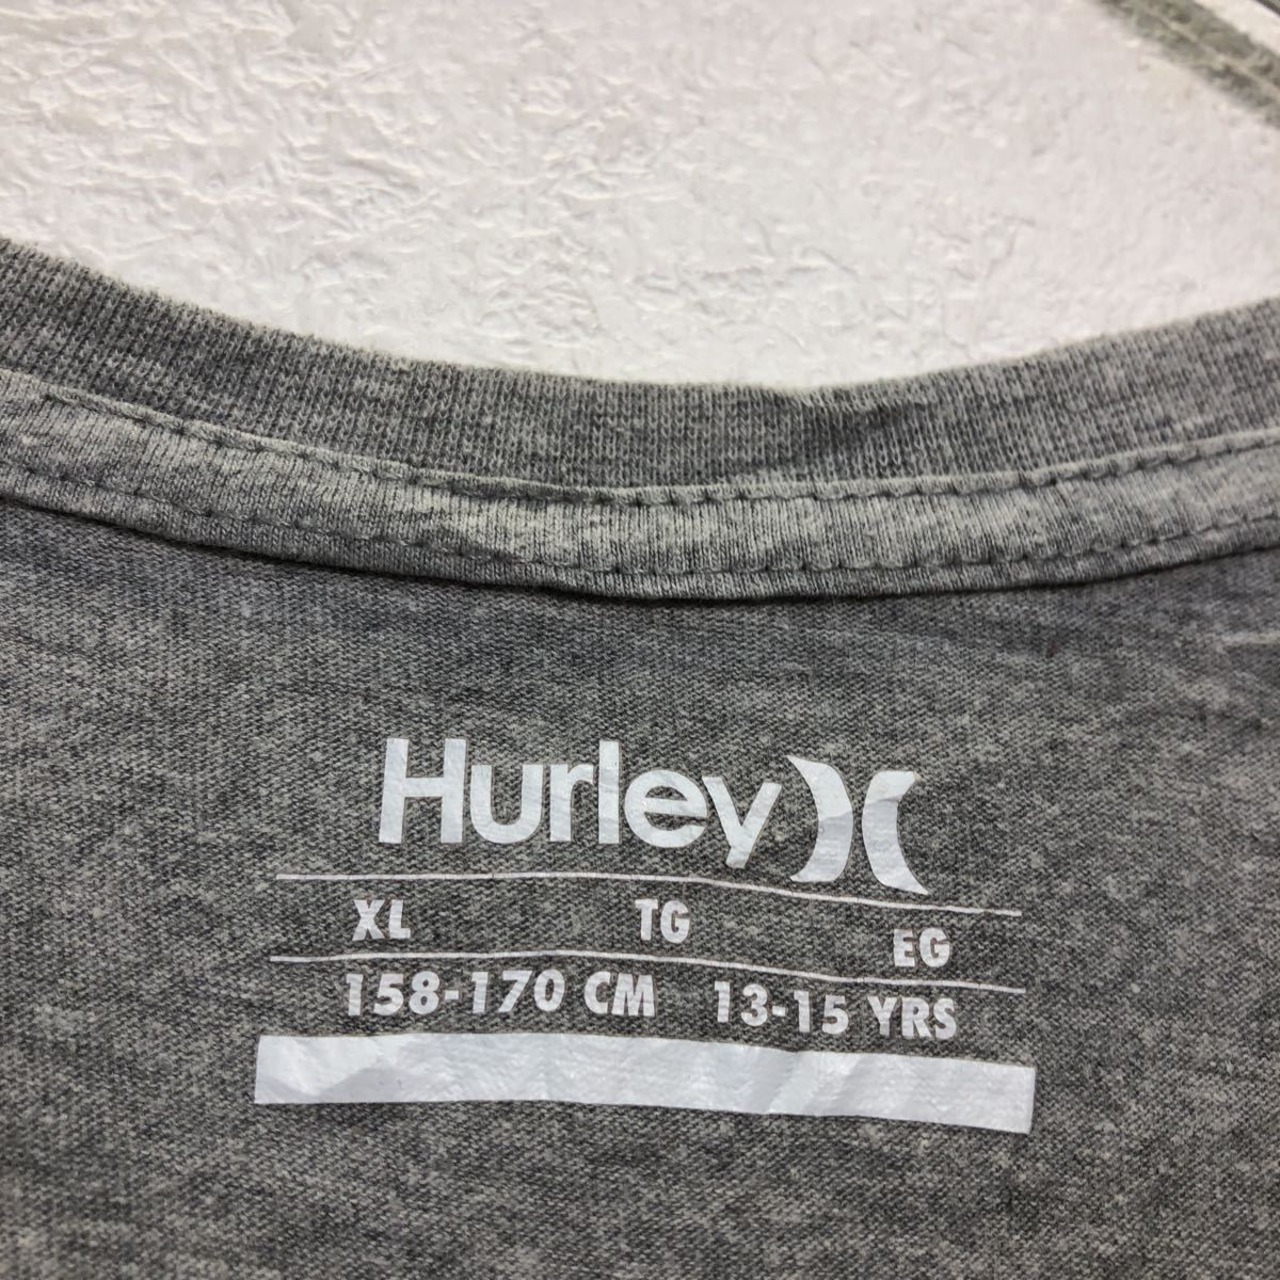 Hurley
XL TG EG
158-170 CM 13-15 YRS